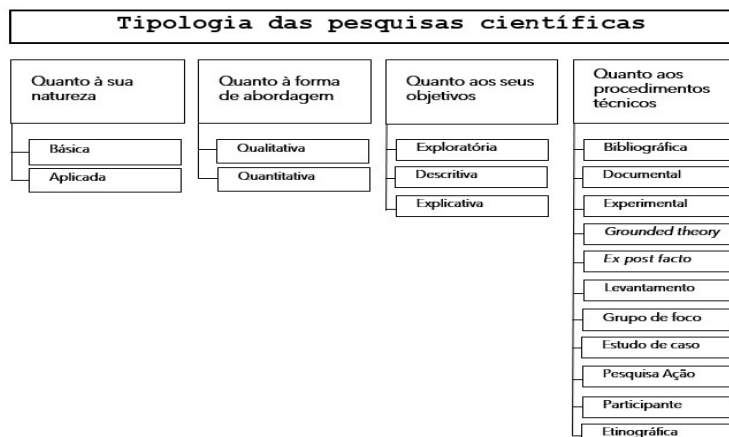 Tipologia das pesquisas científicas
Quanto à sua
natureza
Básica
Aplicada
Quanto à forma
de abordagem
Qualitativa
Quantitativa
Quanto aos seus
objetivos
Exploratória
Descritiva
Explicativa
Quanto aos
procedimentos
técnicos
Bibliográfica
Documental
Experimental
Grounded theory
Ex post facto
Levantamento
Grupo de foco
Estudo de caso
Pesquisa Ação
Participante
Etinográfica